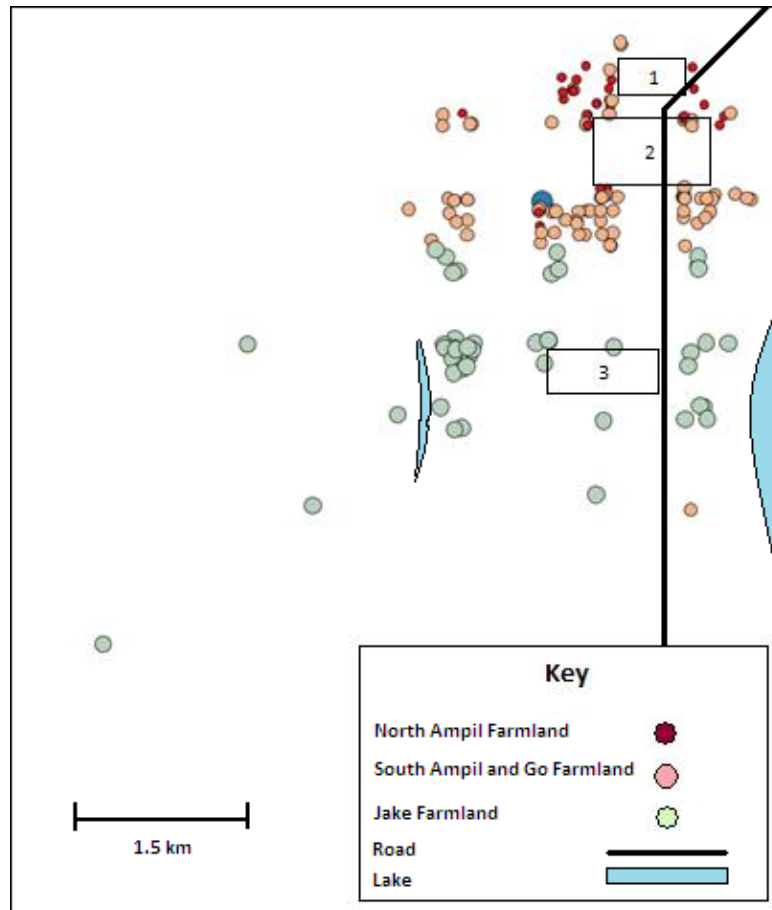 1
2
3
Key
North Ampil Farmland
South Ampil and Go Farmland
Jake Farmland
Road
Lake
1.5 km